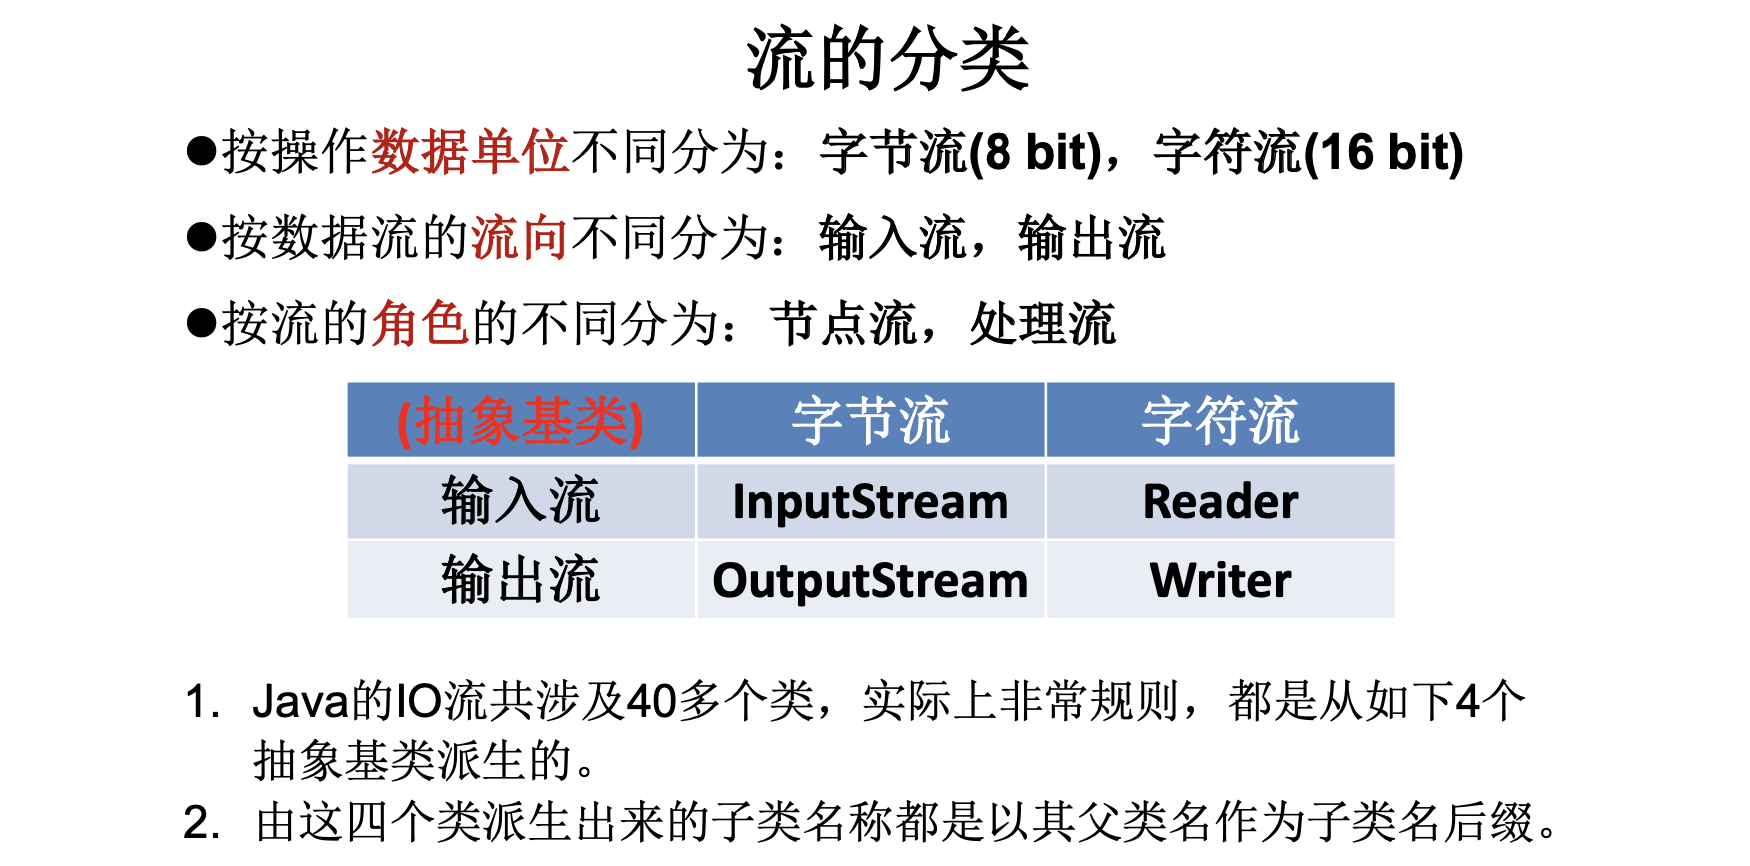 流的分类
●按操作数据单位不同分为：字节流(8 bit)，字符流(16 bit)
●按数据流的流向不同分为：输入流，输出流
●按流的角色的不同分为：节点流，处理流
(抽象基类) 字节流 字符流
输入流 InputStream Reader
输出流 OutputStream Writer
1. Java的IO流共涉及40多个类，实际上非常规则，都是从如下4个
抽象基类派生的。
2. 由这四个类派生出来的子类名称都是以其父类名作为子类名后缀。